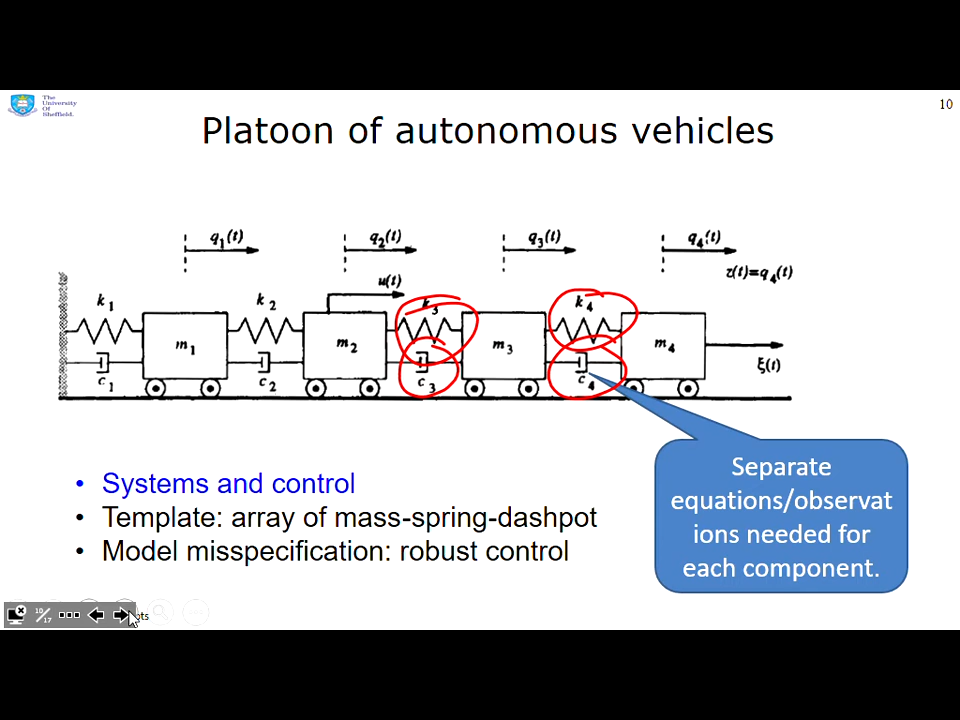 The
University
Of
Sheffield.
10
Platoon of autonomous vehicles
q1(t)
q2(t)
q3(t)
q4(t)
z(t)=q4(t)
u(t)
k1
k2
k3
k4
m1
m2
m3
m4
c1
c2
c3
c4
ξ(t)
• Systems and control
• Template: array of mass-spring-dashpot
• Model misspecification: robust control
Separate
equations/observat
ions needed for
each component.
10/17